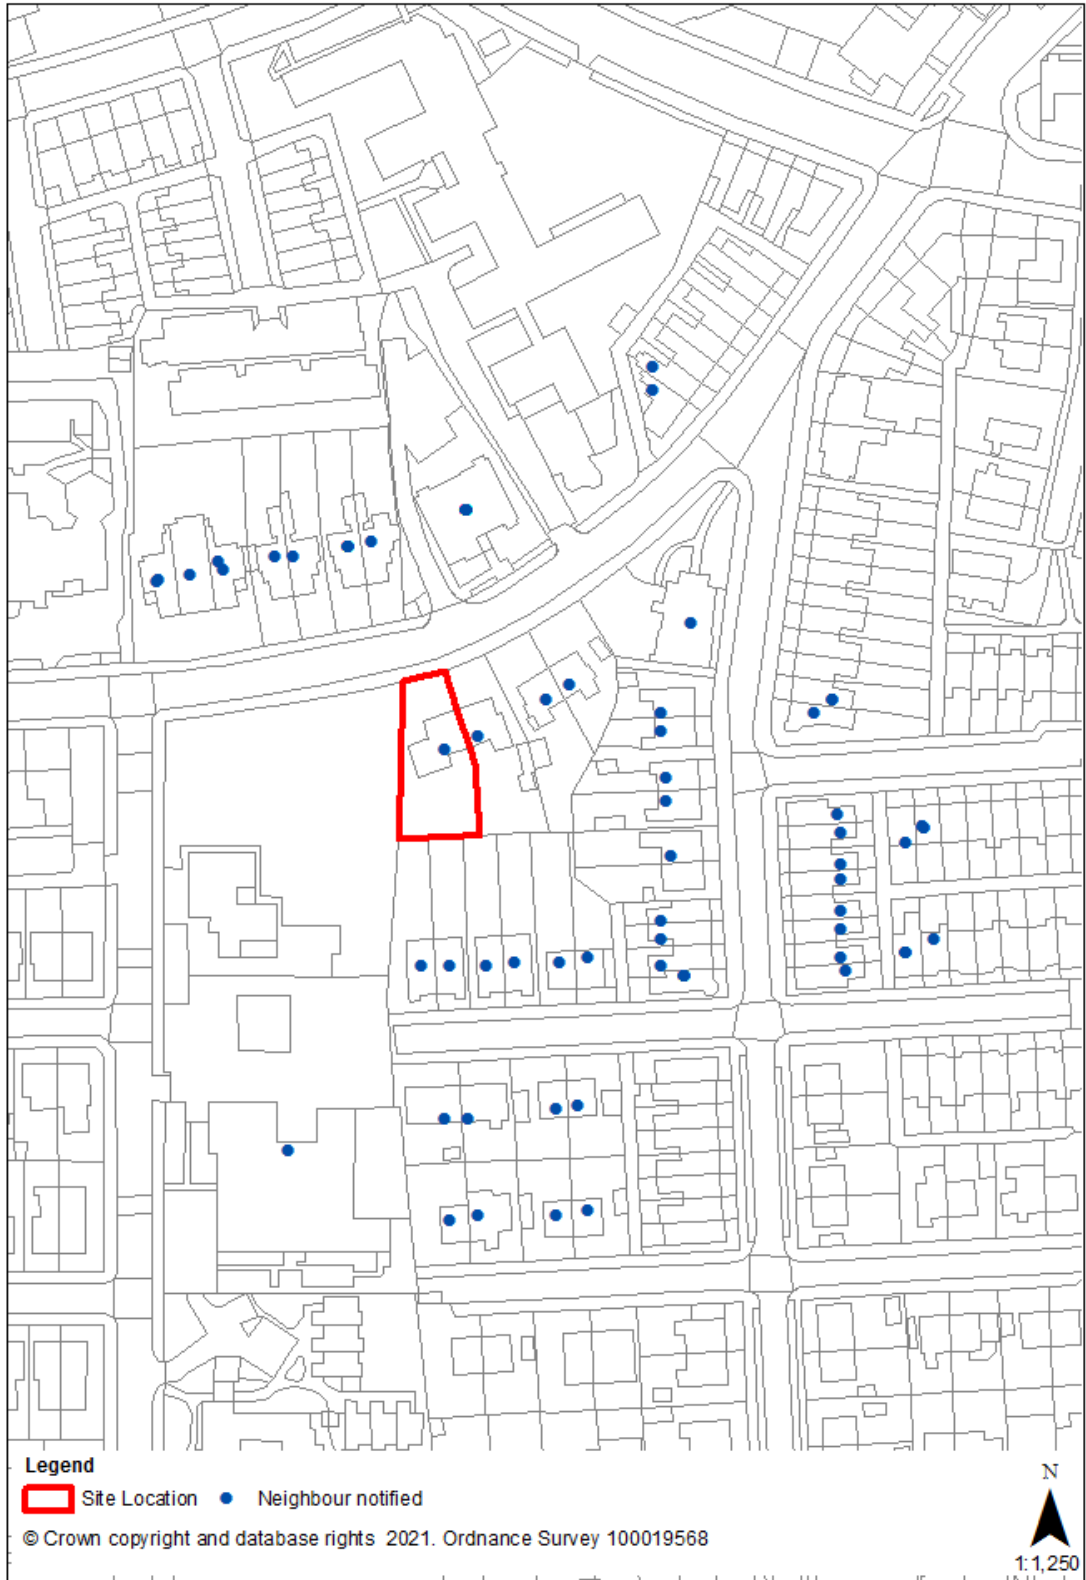 Legend
Site Location
Neighbour notified
N
© Crown copyright and database rights 2021. Ordnance Survey 100019568
1:1,250